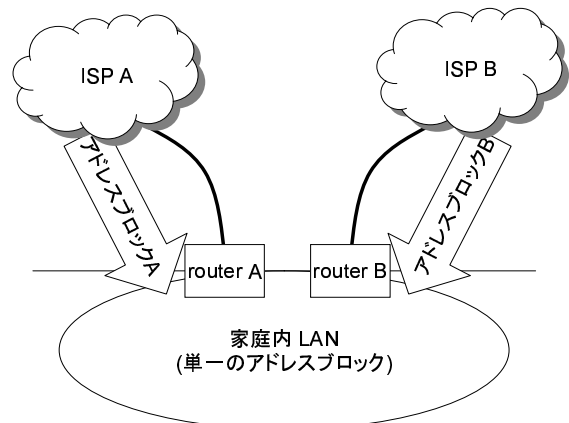 ISP A
ISP B
アドレスブロックA
アドレスブロックB
router A
router B
家庭内 LAN
(単一のアドレスブロック)